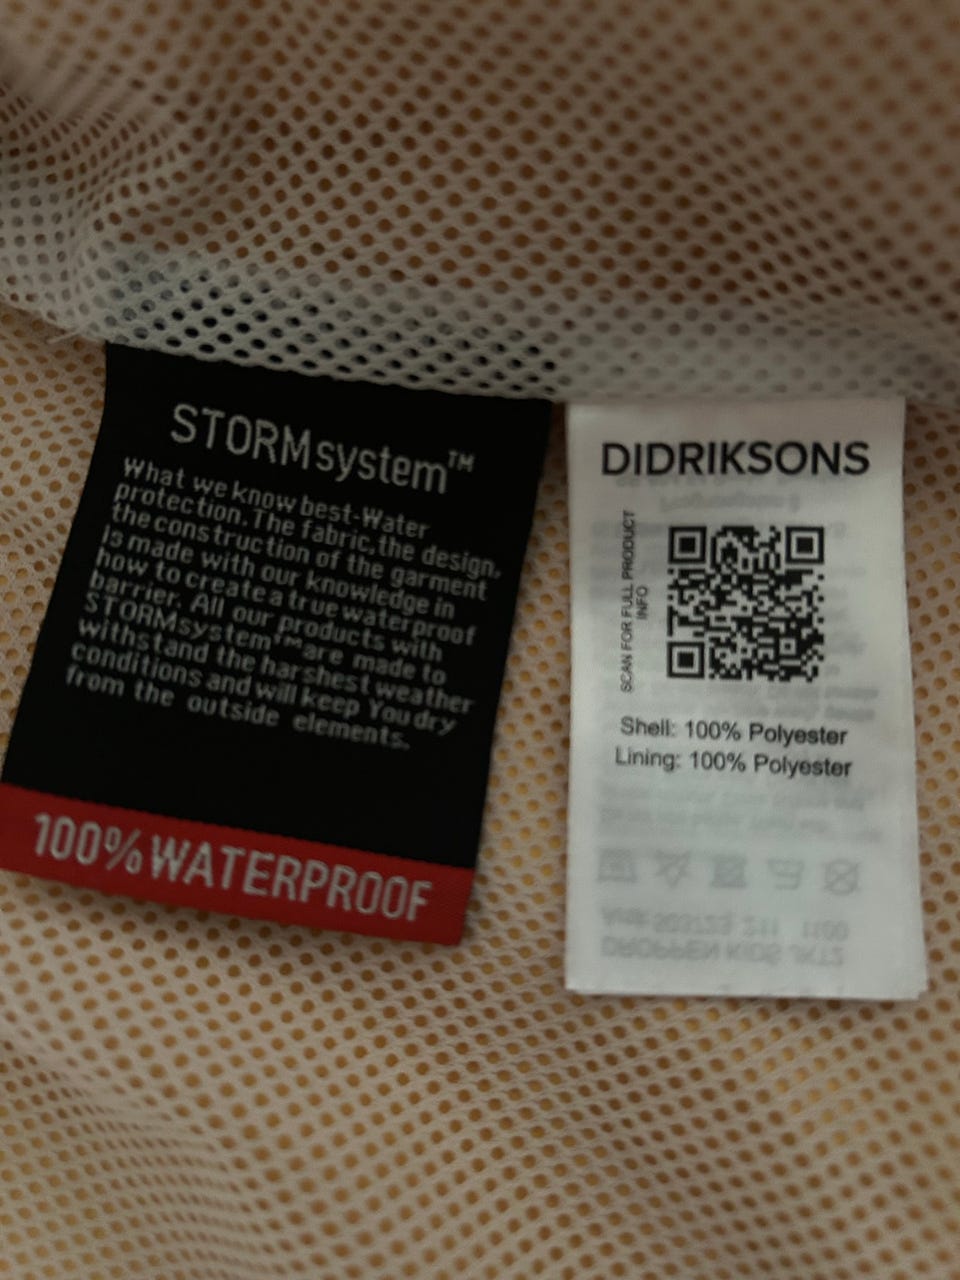 STORMsystem™
What we know best-Water
protection. The fabric, the design,
the construction of the garment
is made with our knowledge in
how to create a true waterproof
barrier. All our products with
STORMsystem™ are made to
withstand the harshest weather
conditions and will keep You dry
from the outside elements.
100% WATERPROOF
DIDRIKSONS
SCAN FOR FULL PRODUCT
INFO
Shell: 100% Polyester
Lining: 100% Polyester